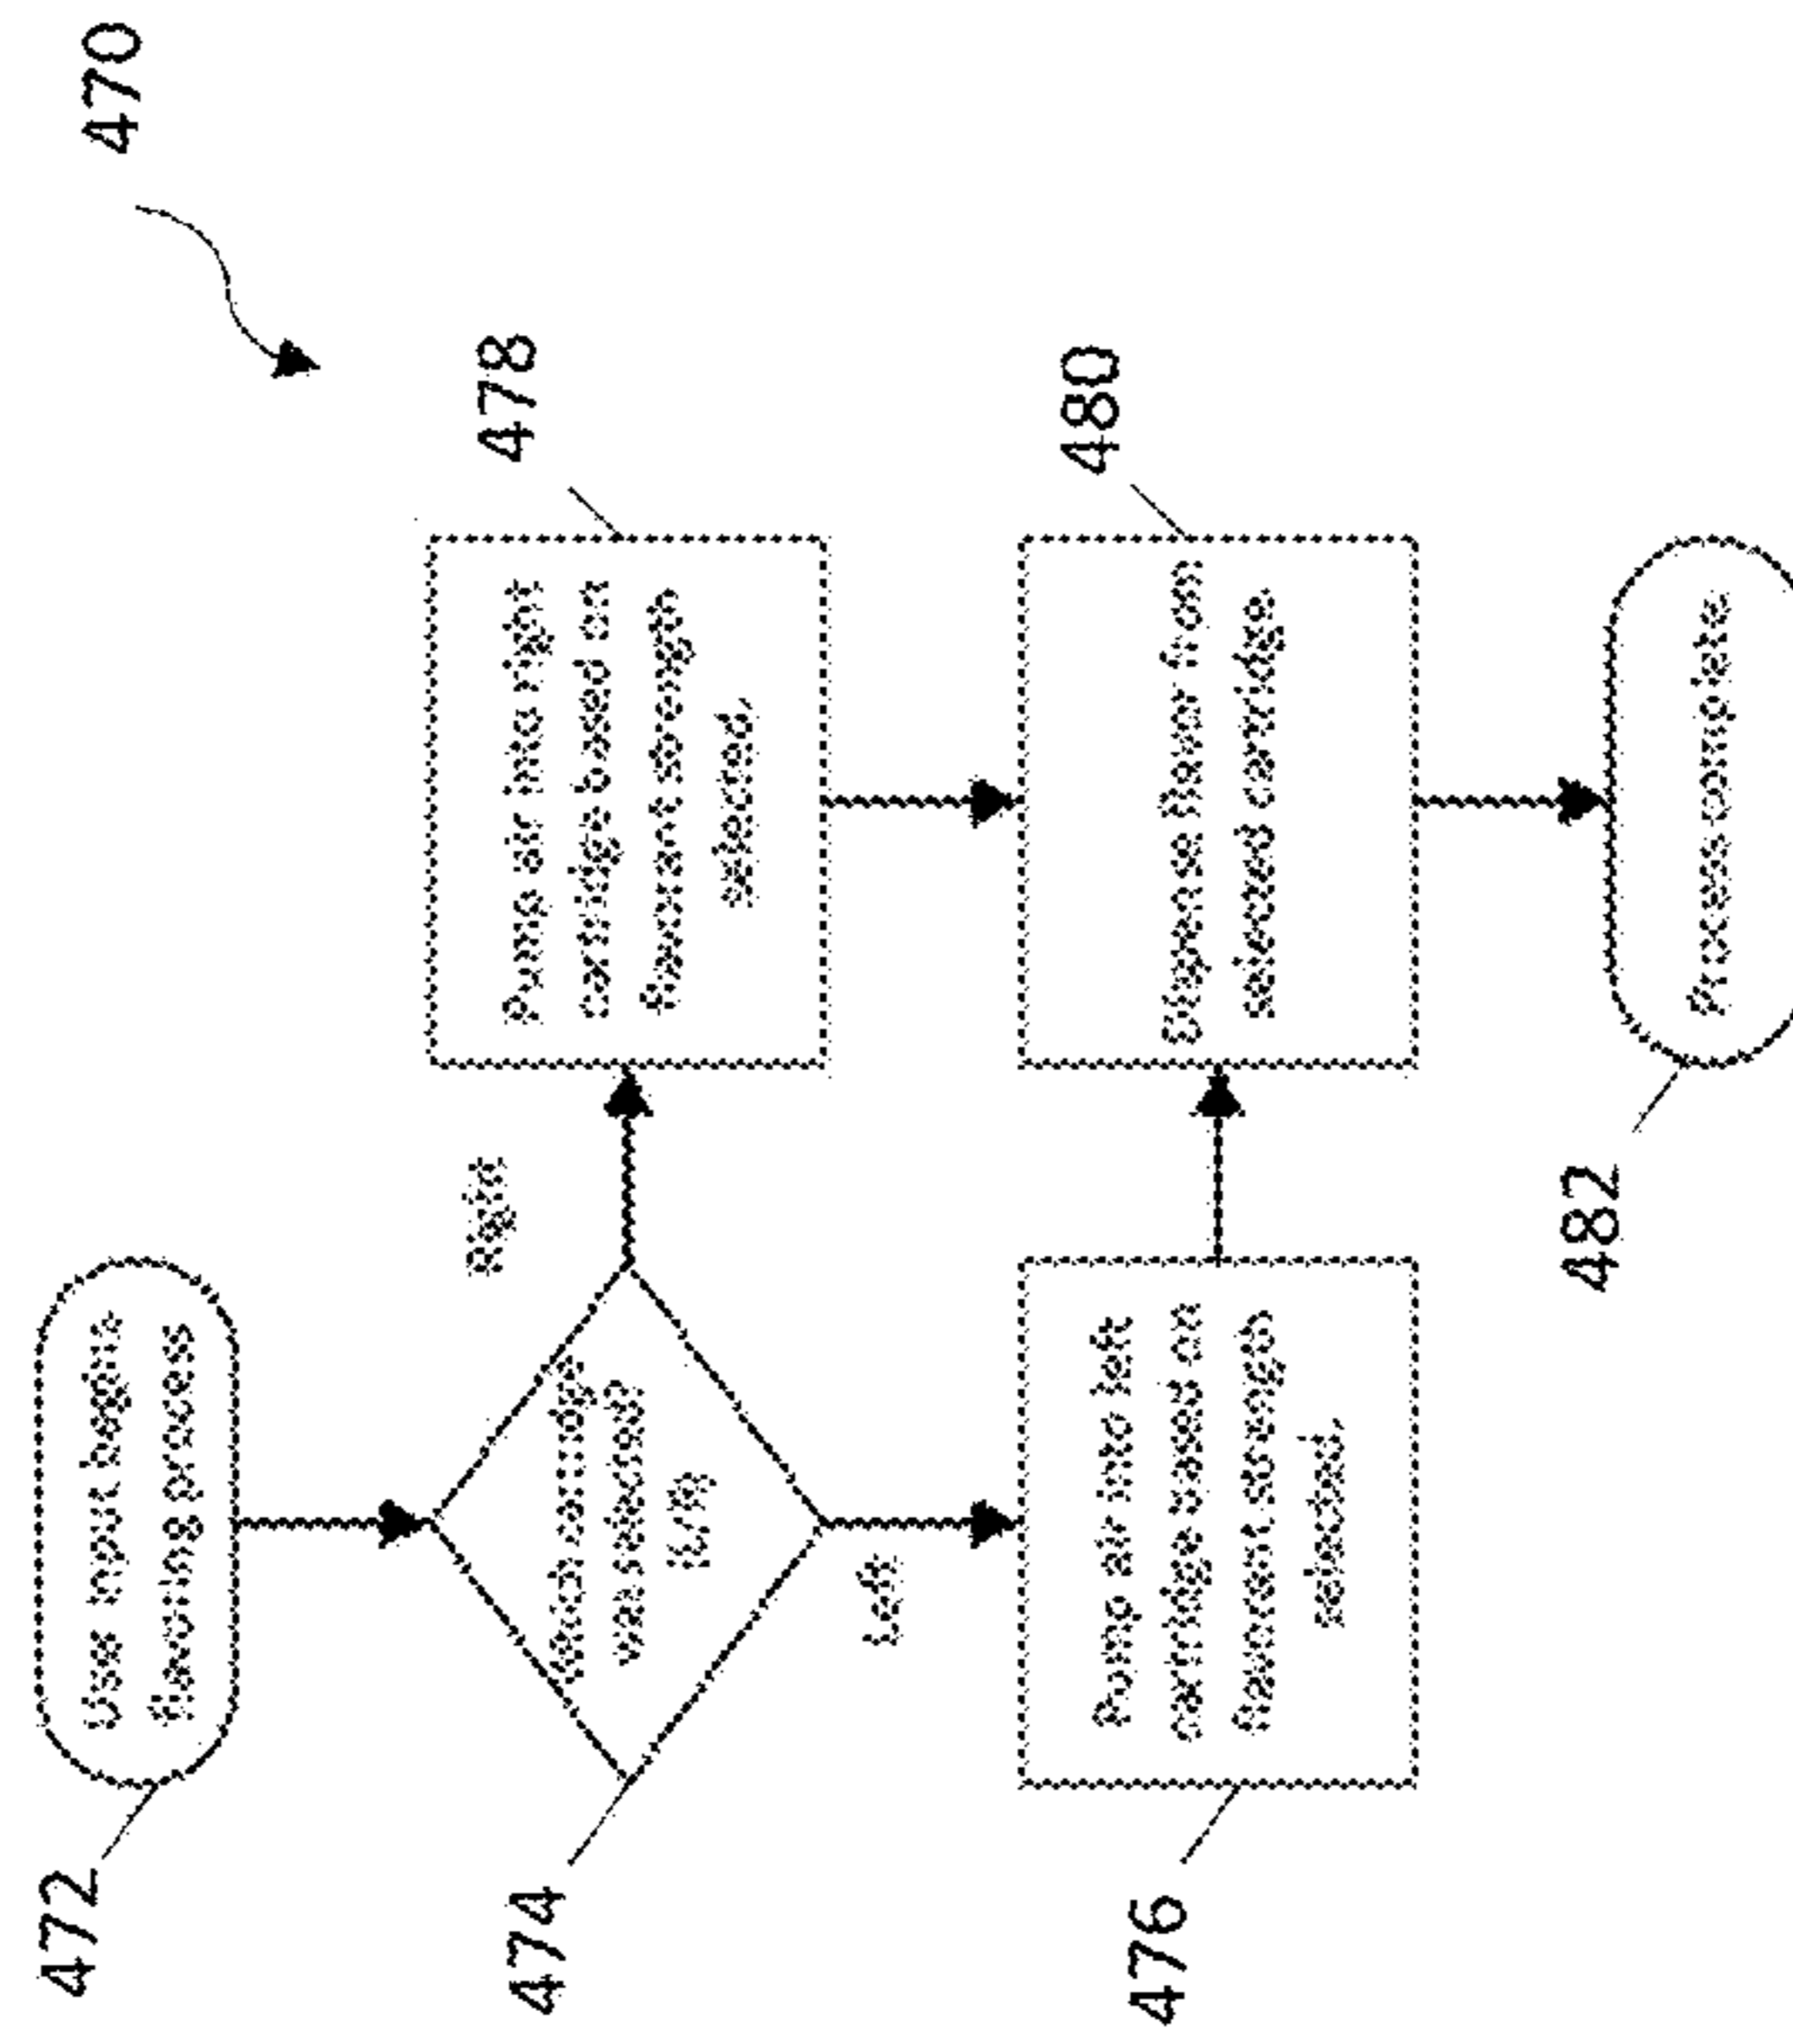 470
472
User input begins
flavoring process
474
Which cartridge
was selected?
(L/R)
Right
478
Pump air into right
cartridge based on
flavorant strength
selected.
Left
476
Pump air into left
cartridge based on
flavorant strength
selected.
480
Dispense flavor from
selected cartridge.
482
Process complete